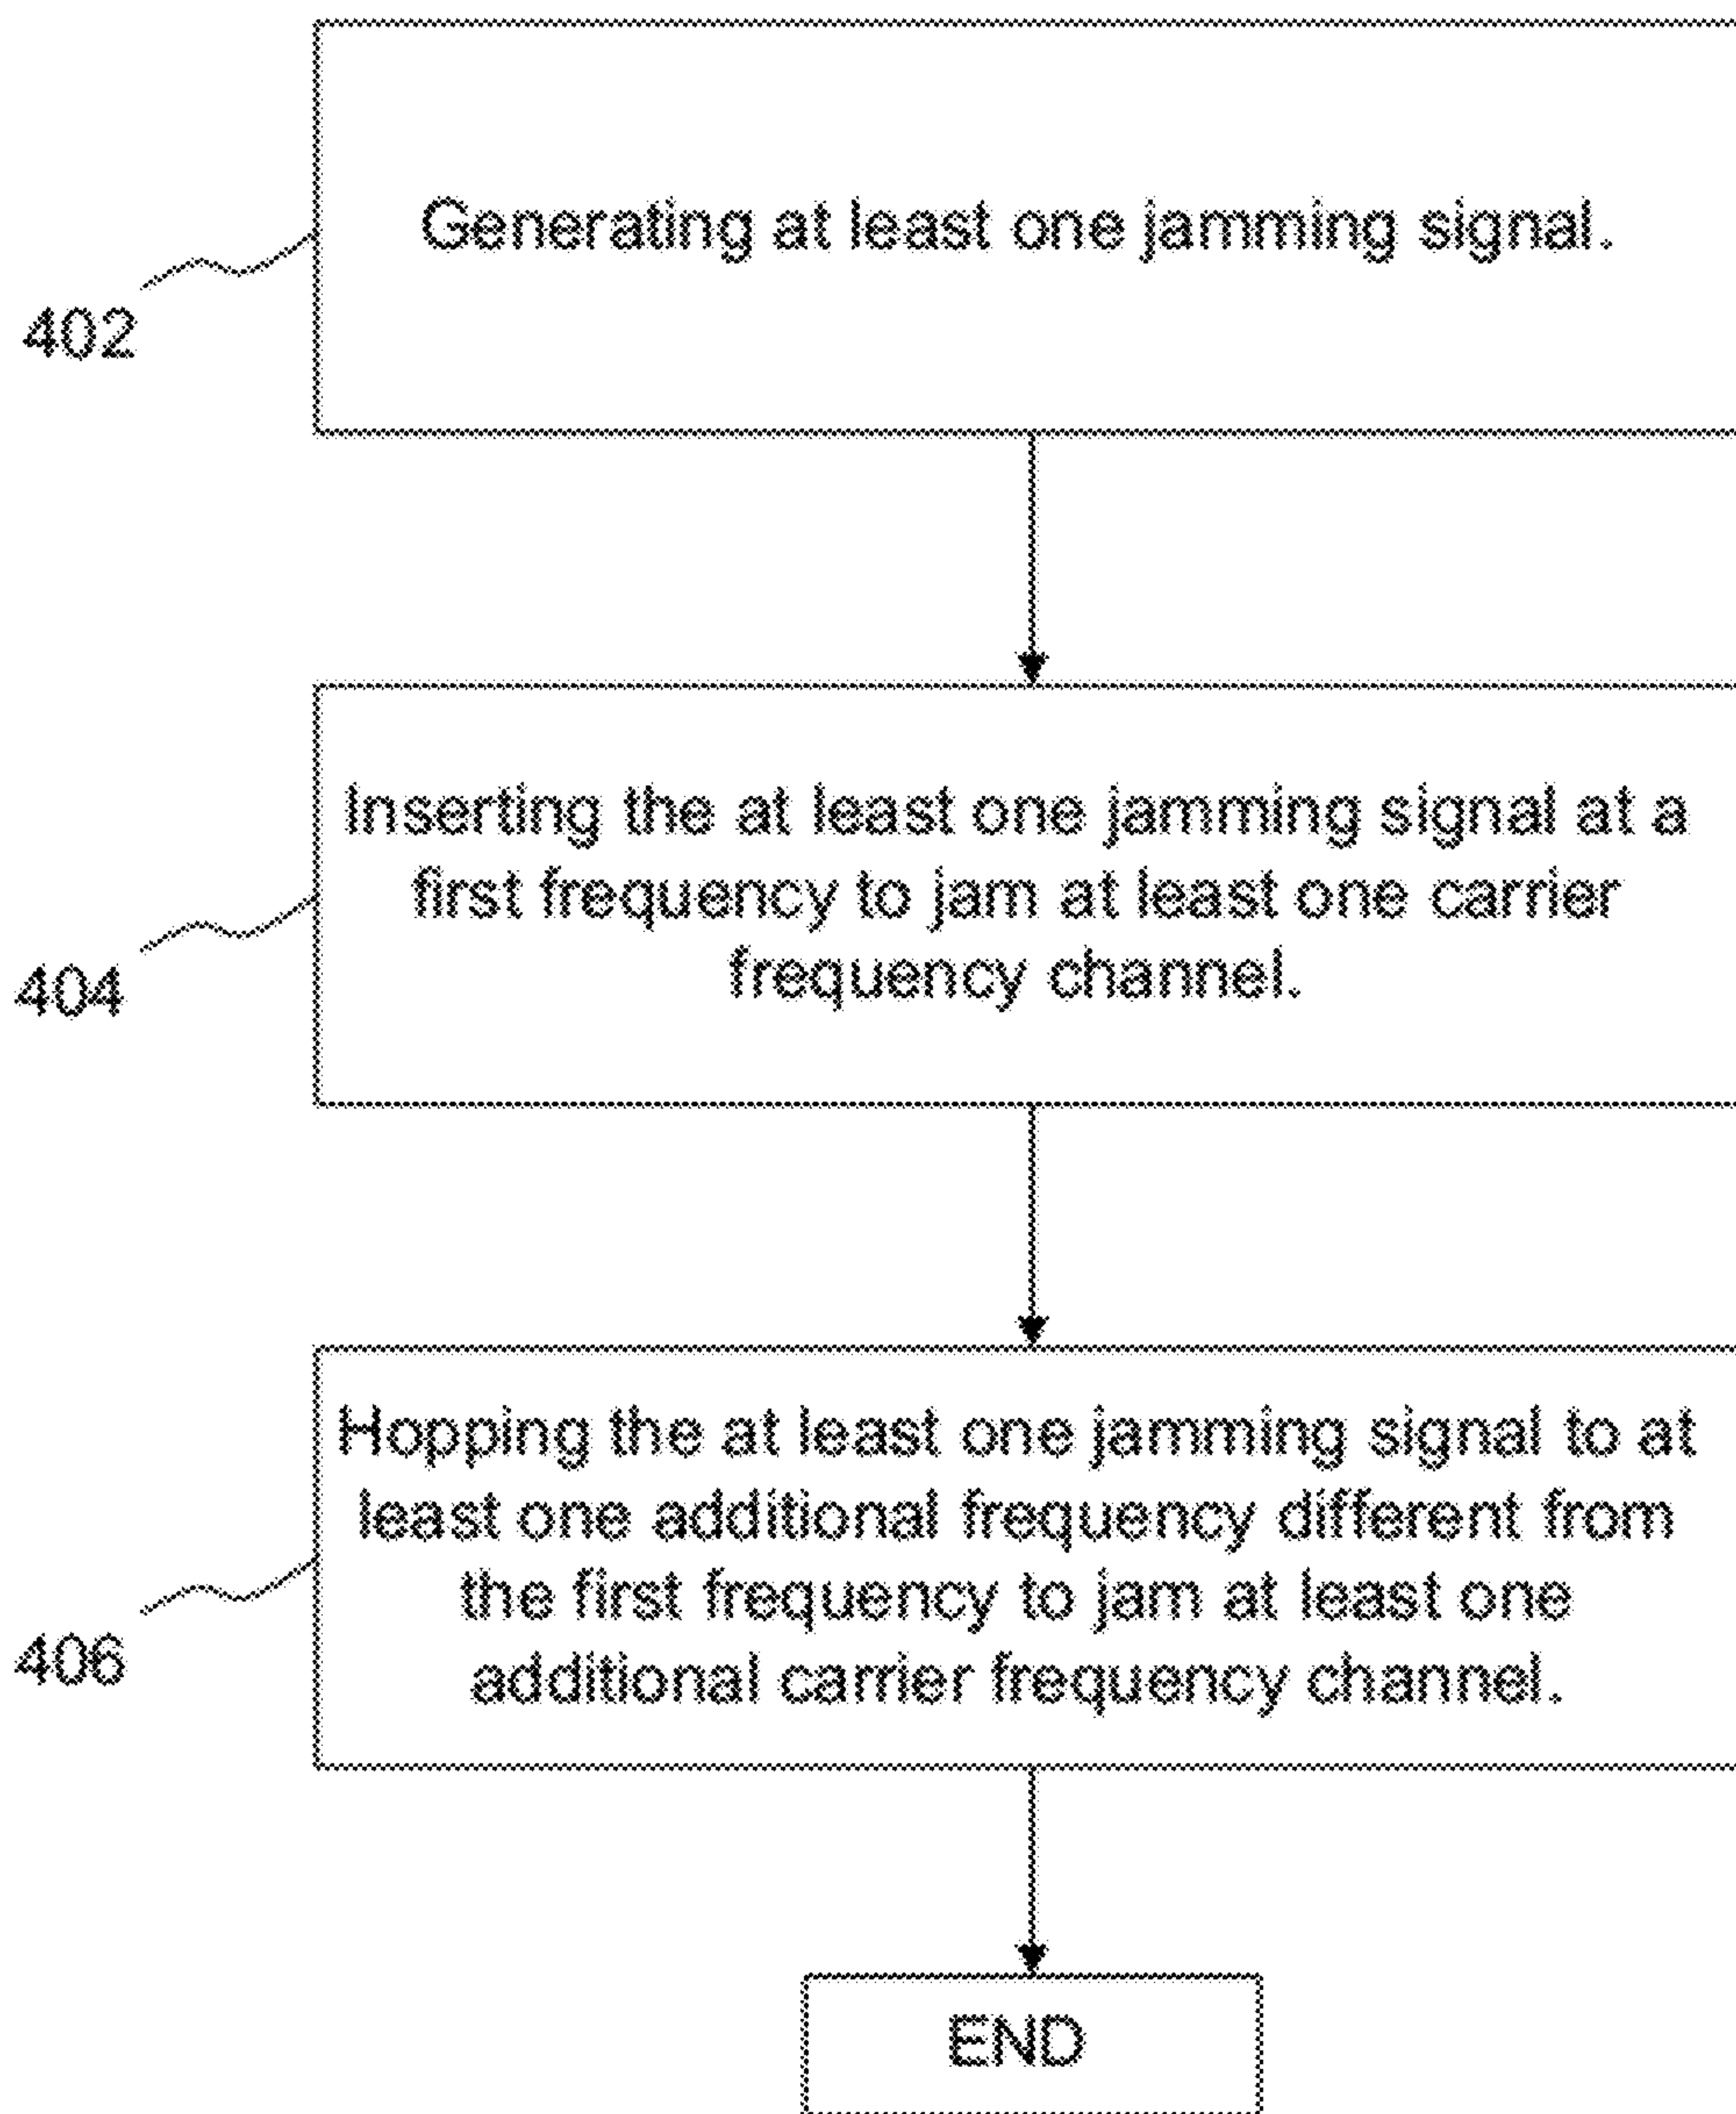 Generating at least one jamming signal.
402
Inserting the at least one jamming signal at a
first frequency to jam at least one carrier
frequency channel.
404
Hopping the at least one jamming signal to at
least one additional frequency different from
the first frequency to jam at least one
additional carrier frequency channel.
406
END